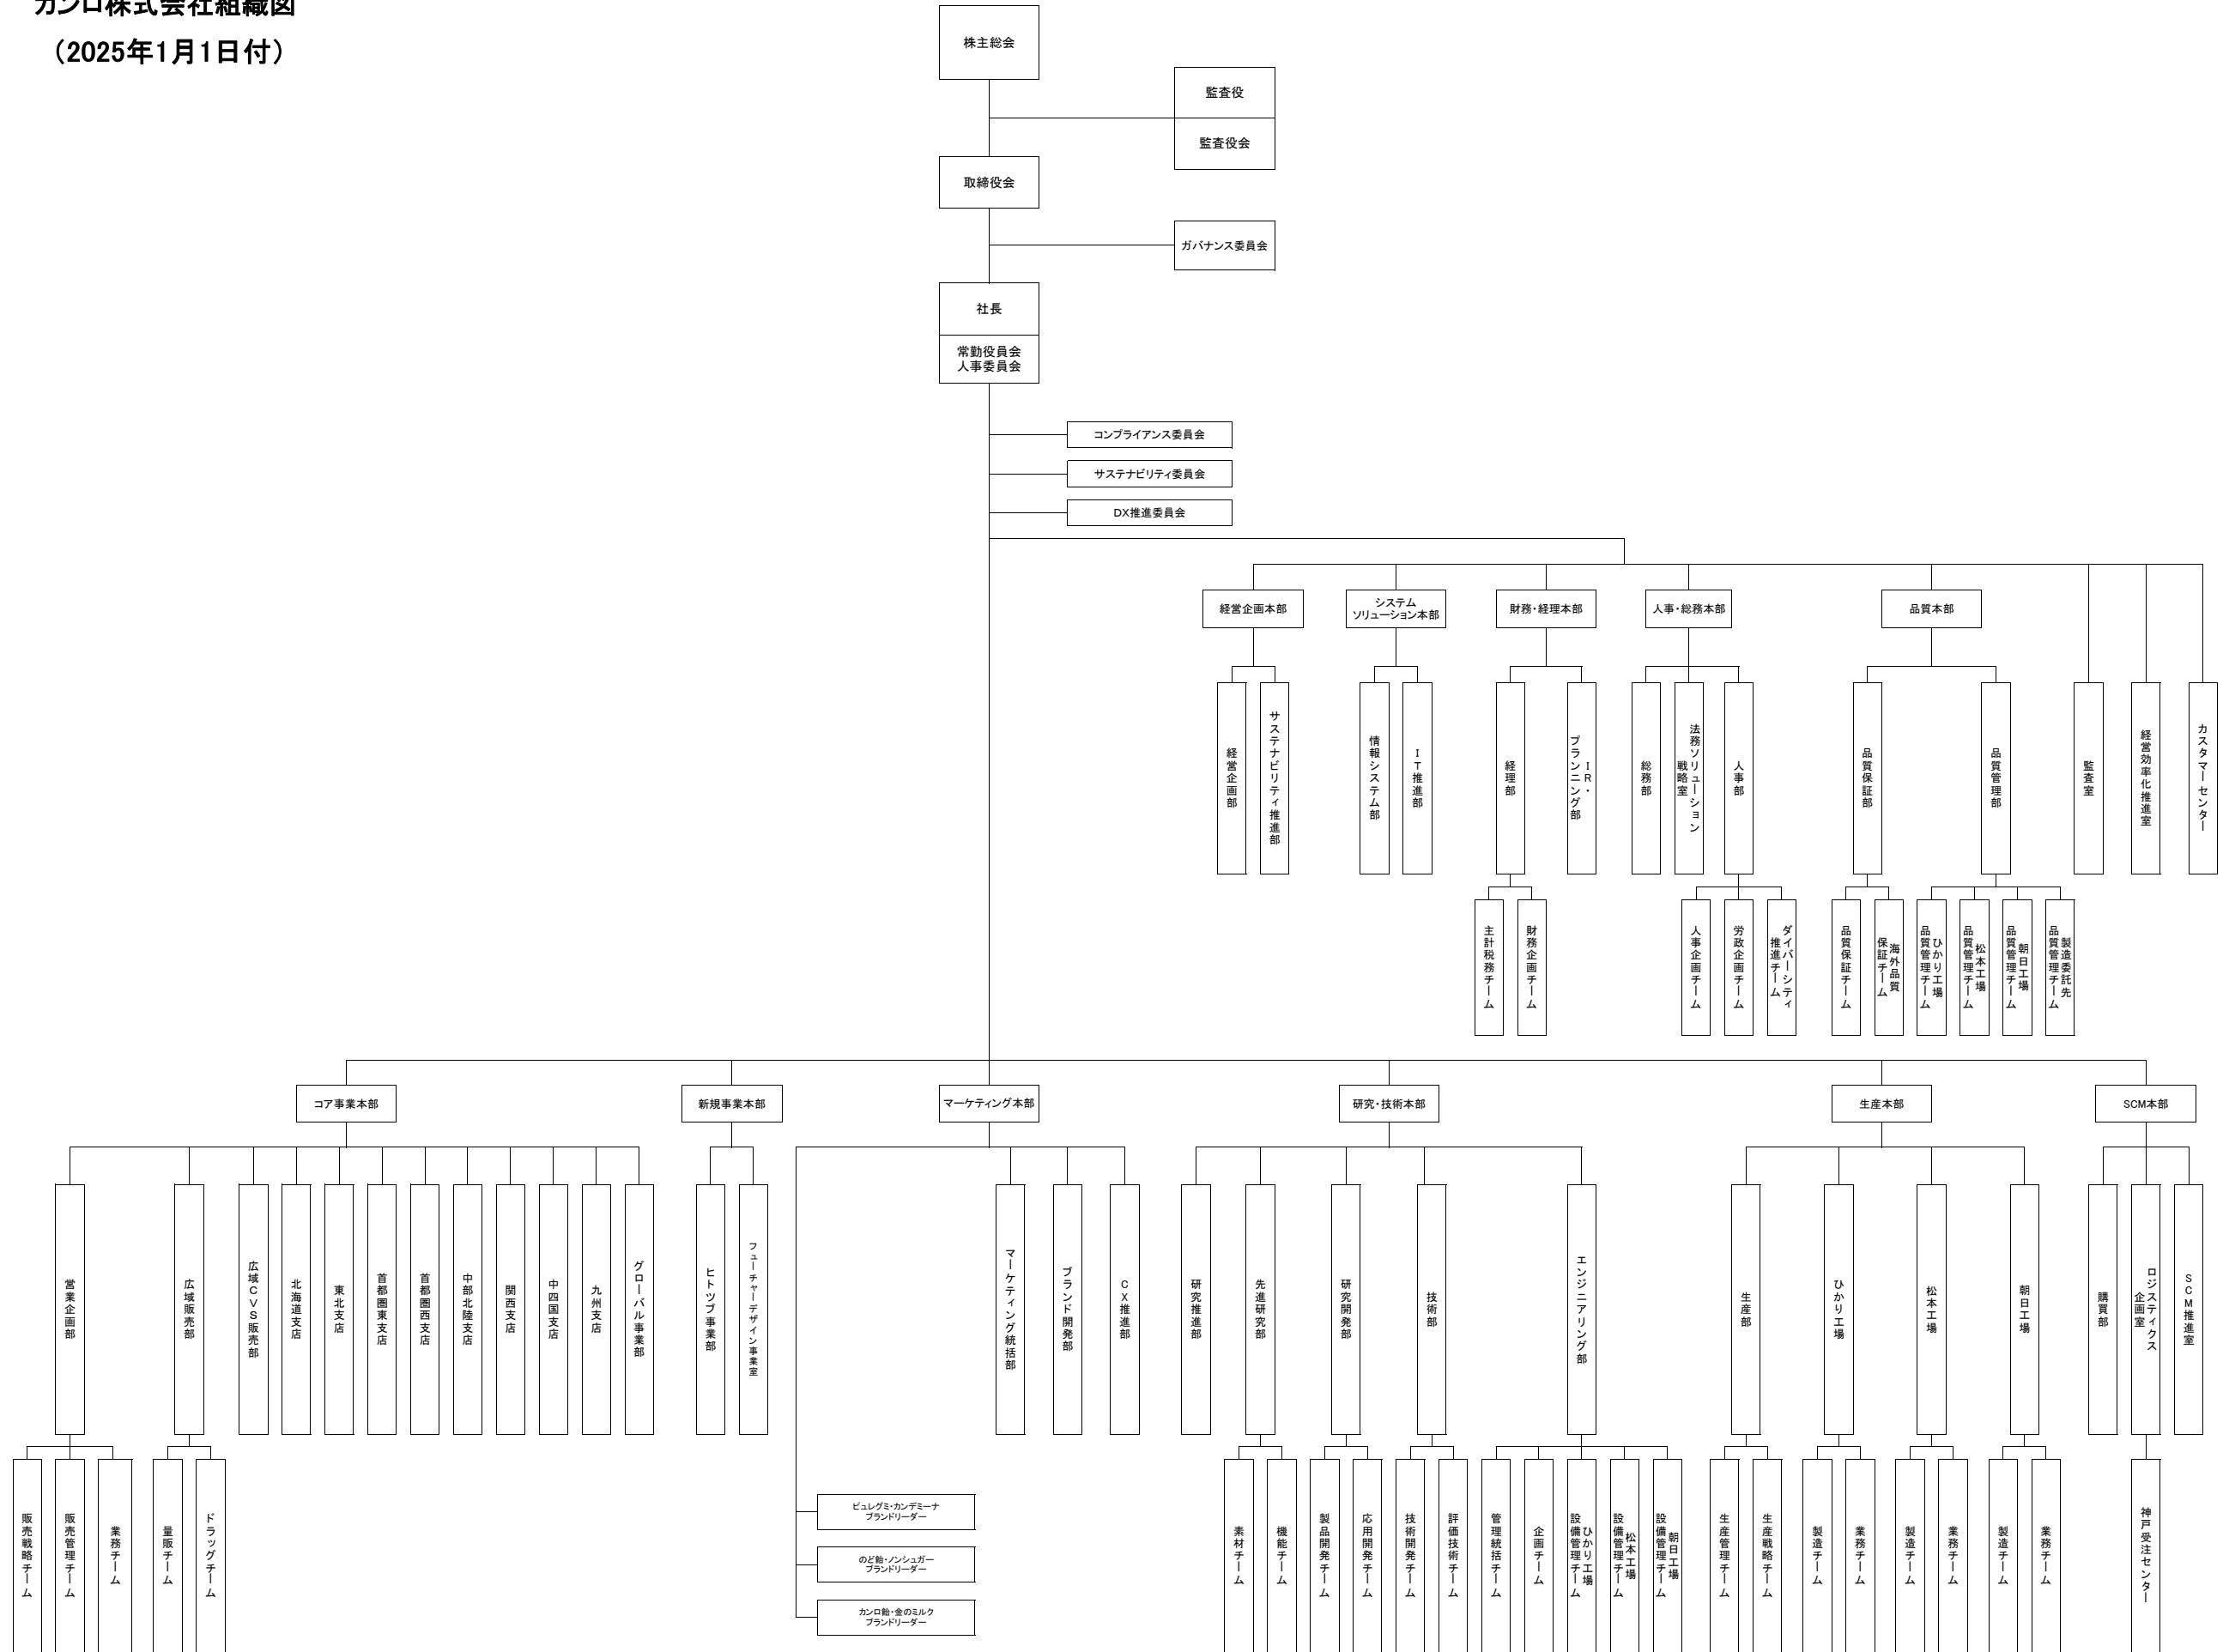 カンロ株式会社組織図
（2025年1月1日付）
株主総会
監査役
監査役会
取締役会
ガバナンス委員会
社長
常勤役員会
人事委員会
コンプライアンス委員会
サステナビリティ委員会
DX推進委員会
経営企画本部
システム
ソリューション本部
財務・経理本部
人事・総務本部
品質本部
経営企画部
サステナビリティ推進部
情報システム部
IT推進部
経理部
IR・
プランニング部
総務部
法務ソリューション
戦略室
人事部
品質保証部
品質管理部
監査室
経営効率化推進室
カスタマーセンター
主計税務チーム
財務企画チーム
人事企画チーム
労政企画チーム
ダイバーシティ
推進チーム
品質保証チーム
海外品質
保証チーム
ひかり工場
品質管理チーム
松本工場
品質管理チーム
朝日工場
品質管理チーム
製造委託先
品質管理チーム
コア事業本部
新規事業本部
マーケティング本部
研究・技術本部
生産本部
SCM本部
営業企画部
広域販売部
広域CVS販売部
北海道支店
東北支店
首都圏東支店
首都圏西支店
中部北陸支店
関西支店
中四国支店
九州支店
グローバル事業部
ヒトツブ事業部
フューチャーデザイン事業室
マーケティング統括部
ブランド開発部
CX推進部
研究推進部
先進研究部
研究開発部
技術部
エンジニアリング部
生産部
ひかり工場
松本工場
朝日工場
購買部
ロジスティクス
企画室
SCM推進室
販売戦略チーム
販売管理チーム
業務チーム
量販チーム
ドラッグチーム
ピュレグミ・カンデミーナ
ブランドリーダー
のど飴・ノンシュガー
ブランドリーダー
カンロ飴・金のミルク
ブランドリーダー
素材チーム
機能チーム
製品開発チーム
応用開発チーム
技術開発チーム
評価技術チーム
管理統括チーム
企画チーム
ひかり工場
設備管理チーム
松本工場
設備管理チーム
朝日工場
設備管理チーム
生産管理チーム
生産戦略チーム
製造チーム
業務チーム
製造チーム
業務チーム
製造チーム
業務チーム
神戸受注センター